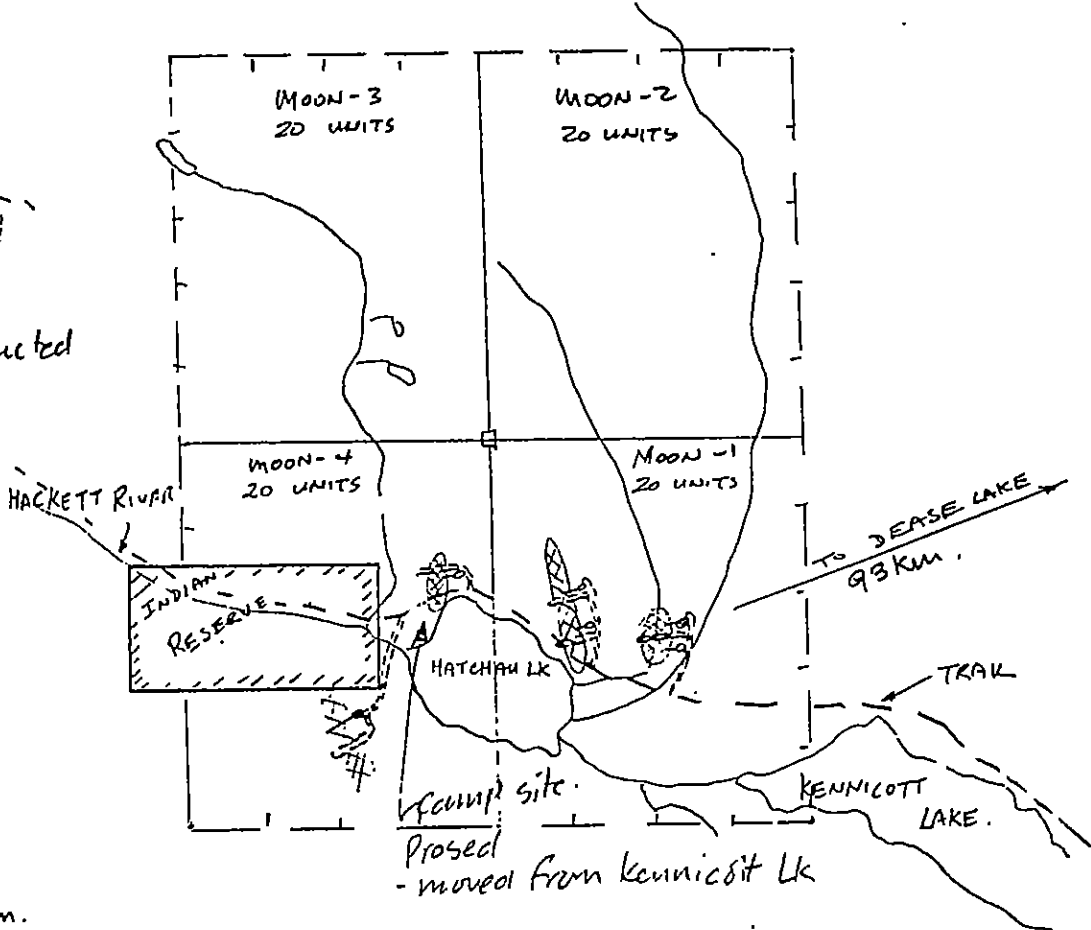 MOON-3
20 UNITS
MOON-2
20 UNITS
ucted
MOON-4
20 UNITS
MOON-1
20 UNITS
HACKETT RIVER
TO DEASE LAKE
93 Km.
INDIAN
RESERVE
HATCHAU LK
TRAIL
KENNICOTT
LAKE.
Camp site.
Prosed
- moved from Kennicott Lk
m.